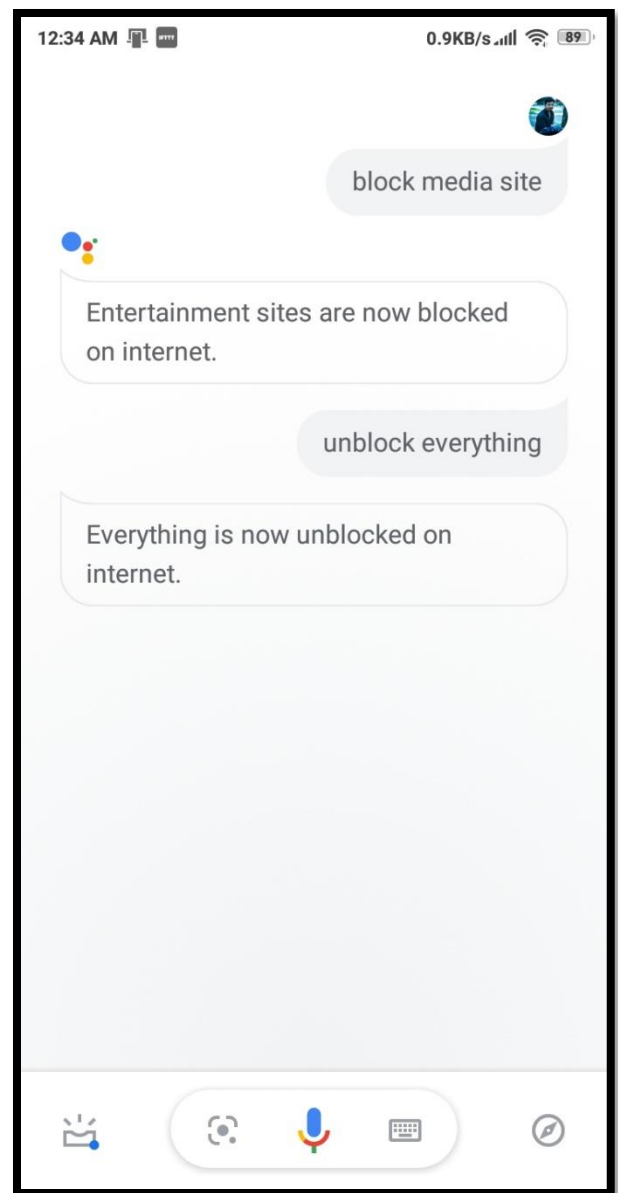 12:34 AM IFTTT 0.9KB/s 89
block media site
Entertainment sites are now blocked
on internet.
unblock everything
Everything is now unblocked on
internet.